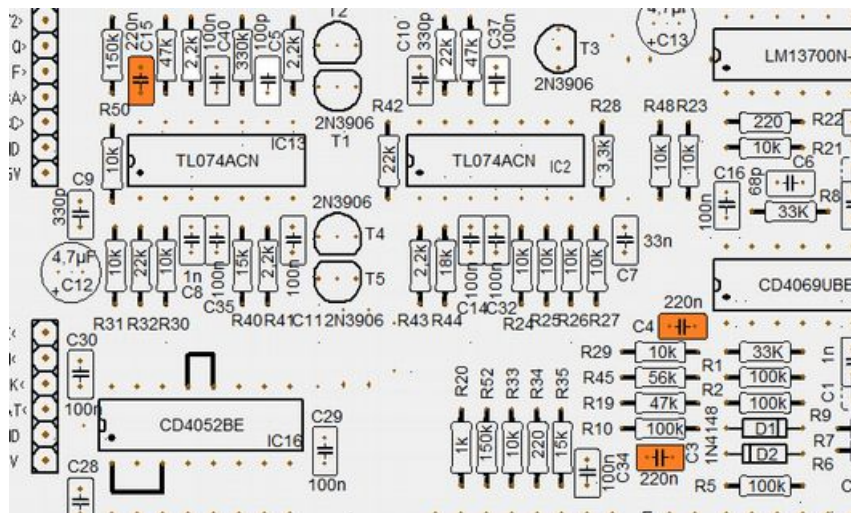 Z>
Q>
F>
3A>
3C>
ND
5V
150k
220n
C15
47k
2,2k
100n
C40
330k
100p
C5
2,2k
T2
2N3906
T1
C10
330p
22k
47k
C37
100n
T3
2N3906
4,7µF
+C13
LM13700N-
R50
10k
IC13
TL074ACN
R42
22k
TL074ACN
IC2
R28
3,3k
R48
R23
10k
10k
220
R22
10k
R21
C16
100n
68p
C6
33K
R8
C9
330p
4,7µF
+C12
10k
22k
10k
1n
C8
100n
C35
15k
2,2k
100n
2N3906
T4
T5
2,2k
18k
100n
100n
10k
10k
10k
10k
33n
C7
CD4069UBE
R31
R32
R30
R40
R41
C11
2N3906
R43
R44
C14
C32
R24
R25
R26
R27
220n
C4
C30
100n
K<
AT<
ND
V
CD4052BE
IC16
C29
100n
C28
R20
R52
R33
R34
R35
1k
150k
10k
220
15k
C34
100n
R29
10k
R45
56k
R19
47k
R10
100k
C3
220n
R1
33K
R2
100k
100k
1N4148
D1
D2
R5
100k
R9
R7
R6
1n
C1